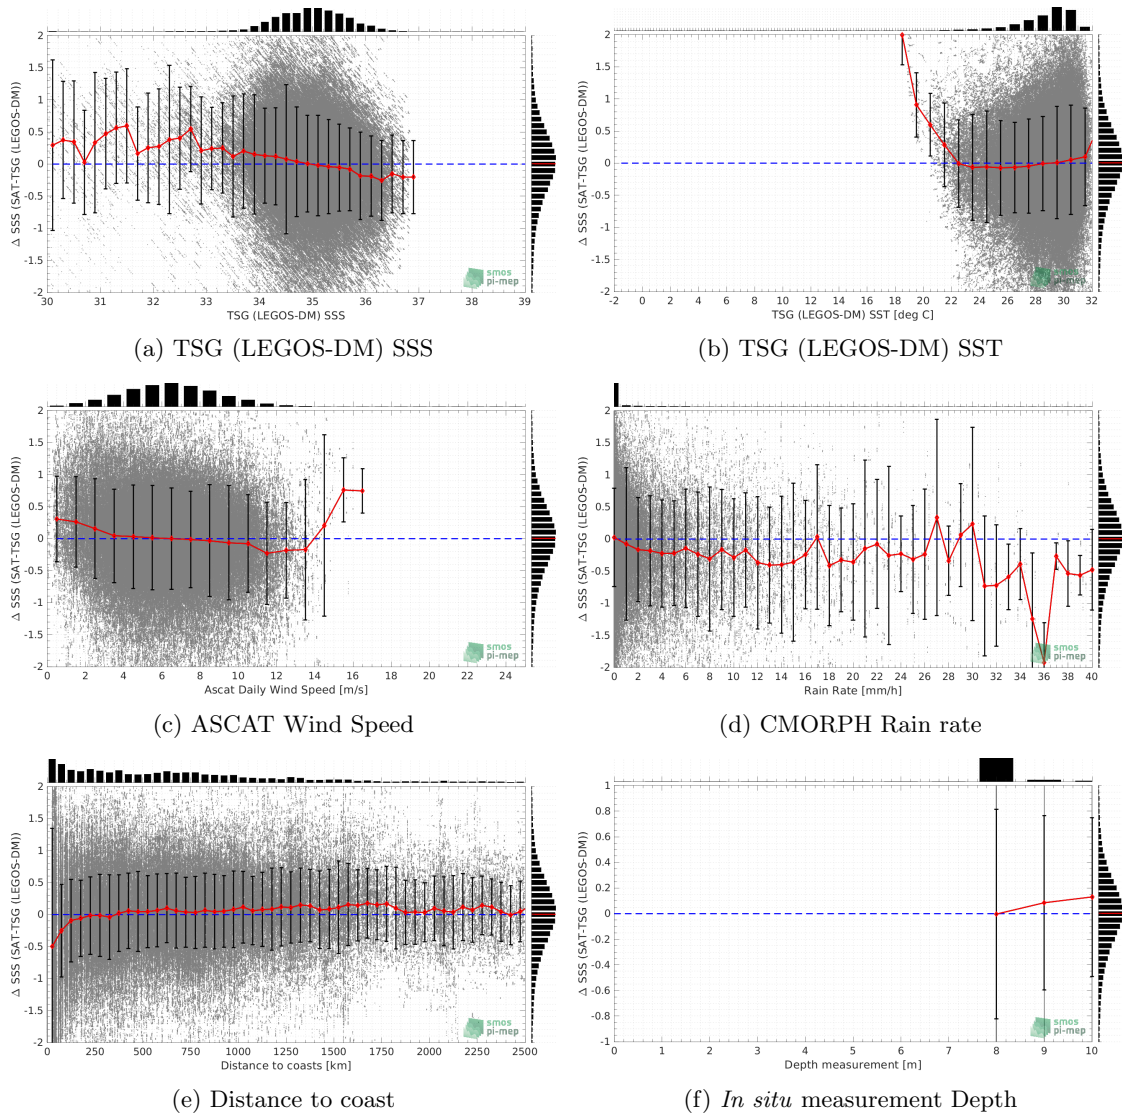 2
1.5
1
0.5
0
-0.5
-1
-1.5
-2
Δ SSS (SAT-TSG (LEGOS-DM))
30 31 32 33 34 35 36 37 38 39
TSG (LEGOS-DM) SSS
smos
pi-mep
(a) TSG (LEGOS-DM) SSS
2
1.5
1
0.5
0
-0.5
-1
-1.5
-2
Δ SSS (SAT-TSG (LEGOS-DM))
-2 0 2 4 6 8 10 12 14 16 18 20 22 24 26 28 30 32
TSG (LEGOS-DM) SST [deg C]
smos
pi-mep
(b) TSG (LEGOS-DM) SST
2
1.5
1
0.5
0
-0.5
-1
-1.5
-2
Δ SSS (SAT-TSG (LEGOS-DM))
0 2 4 6 8 10 12 14 16 18 20 22 24
Ascat Daily Wind Speed [m/s]
smos
pi-mep
(c) ASCAT Wind Speed
2
1.5
1
0.5
0
-0.5
-1
-1.5
-2
Δ SSS (SAT-TSG (LEGOS-DM))
0 2 4 6 8 10 12 14 16 18 20 22 24 26 28 30 32 34 36 38 40
Rain Rate [mm/h]
smos
pi-mep
(d) CMORPH Rain rate
2
1.5
1
0.5
0
-0.5
-1
-1.5
-2
Δ SSS (SAT-TSG (LEGOS-DM))
0 250 500 750 1000 1250 1500 1750 2000 2250 2500
Distance to coasts [km]
smos
pi-mep
(e) Distance to coast
1
0.8
0.6
0.4
0.2
0
-0.2
-0.4
-0.6
-0.8
-1
Δ SSS (SAT-TSG (LEGOS-DM))
0 1 2 3 4 5 6 7 8 9 10
Depth measurement [m]
smos
pi-mep
(f) In situ measurement Depth